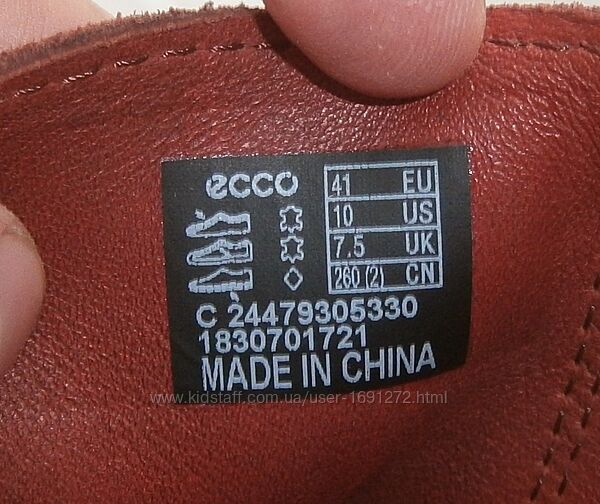 ecco
41 EU
10 US
7.5 UK
260 (2) CN
C 24479305330
1830701721
MADE IN CHINA
www.kidstaff.com.ua/user-1691272.html